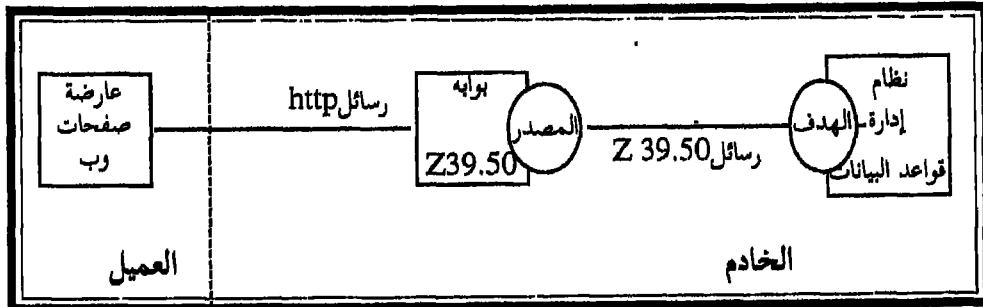 نظام
إدارة
قواعد البيانات
الهدف
رسائل Z 39.50
المصدر
بوابه
Z39.50
رسائل http
عارضة
صفحات
وب
الخادم
العميل